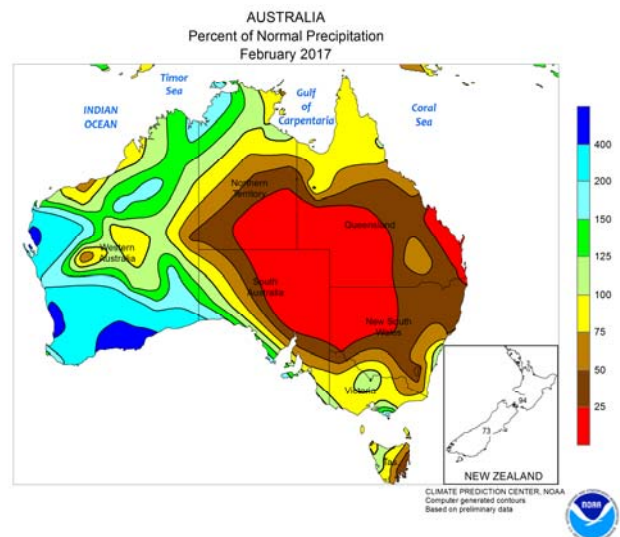 AUSTRALIA
Percent of Normal Precipitation
February 2017
Timor
Sea
INDIAN
OCEAN
Gulf
of
Carpentaria
Coral
Sea
Northern
Territory
Queensland
Western
Australia
South
Australia
New South
Wales
Victoria
Tas
400
200
150
125
100
75
50
25
94
73
NEW ZEALAND
CLIMATE PREDICTION CENTER, NOAA
Computer generated contours
Based on preliminary data
NOAA